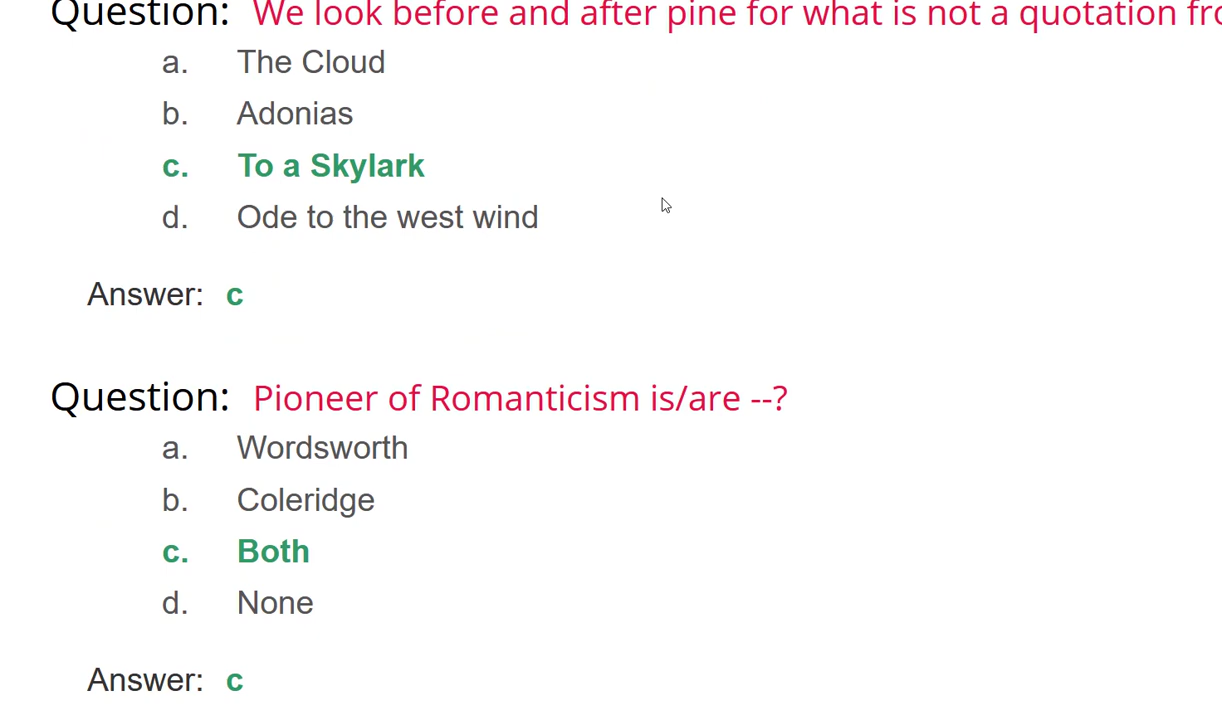 Question: We look before and after pine for what is not a quotation
a. The Cloud
b. Adonias
c. To a Skylark
d. Ode to the west wind
Answer: c
Question: Pioneer of Romanticism is/are --?
a. Wordsworth
b. Coleridge
c. Both
d. None
Answer: c